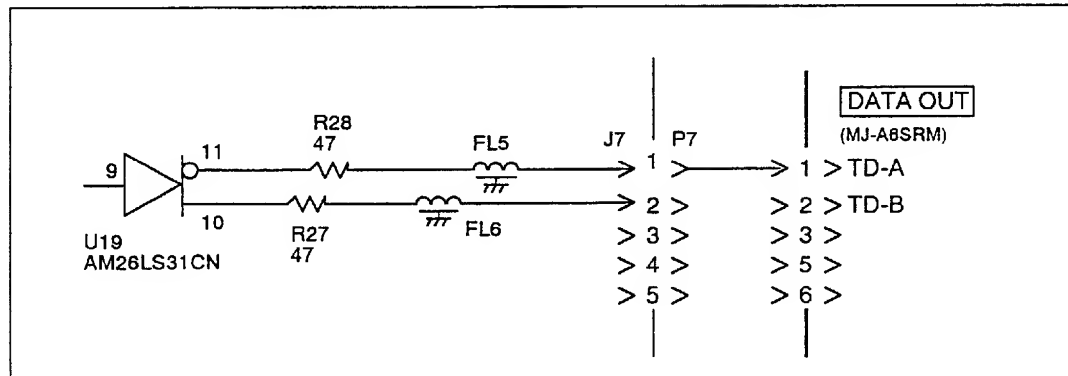 DATA OUT
(MJ-A8SRM)
R28
47
FL5
J7
P7
9
11
1
1
TD-A
10
2
2
TD-B
R27
47
FL6
U19
AM26LS31CN
3
3
4
5
5
6